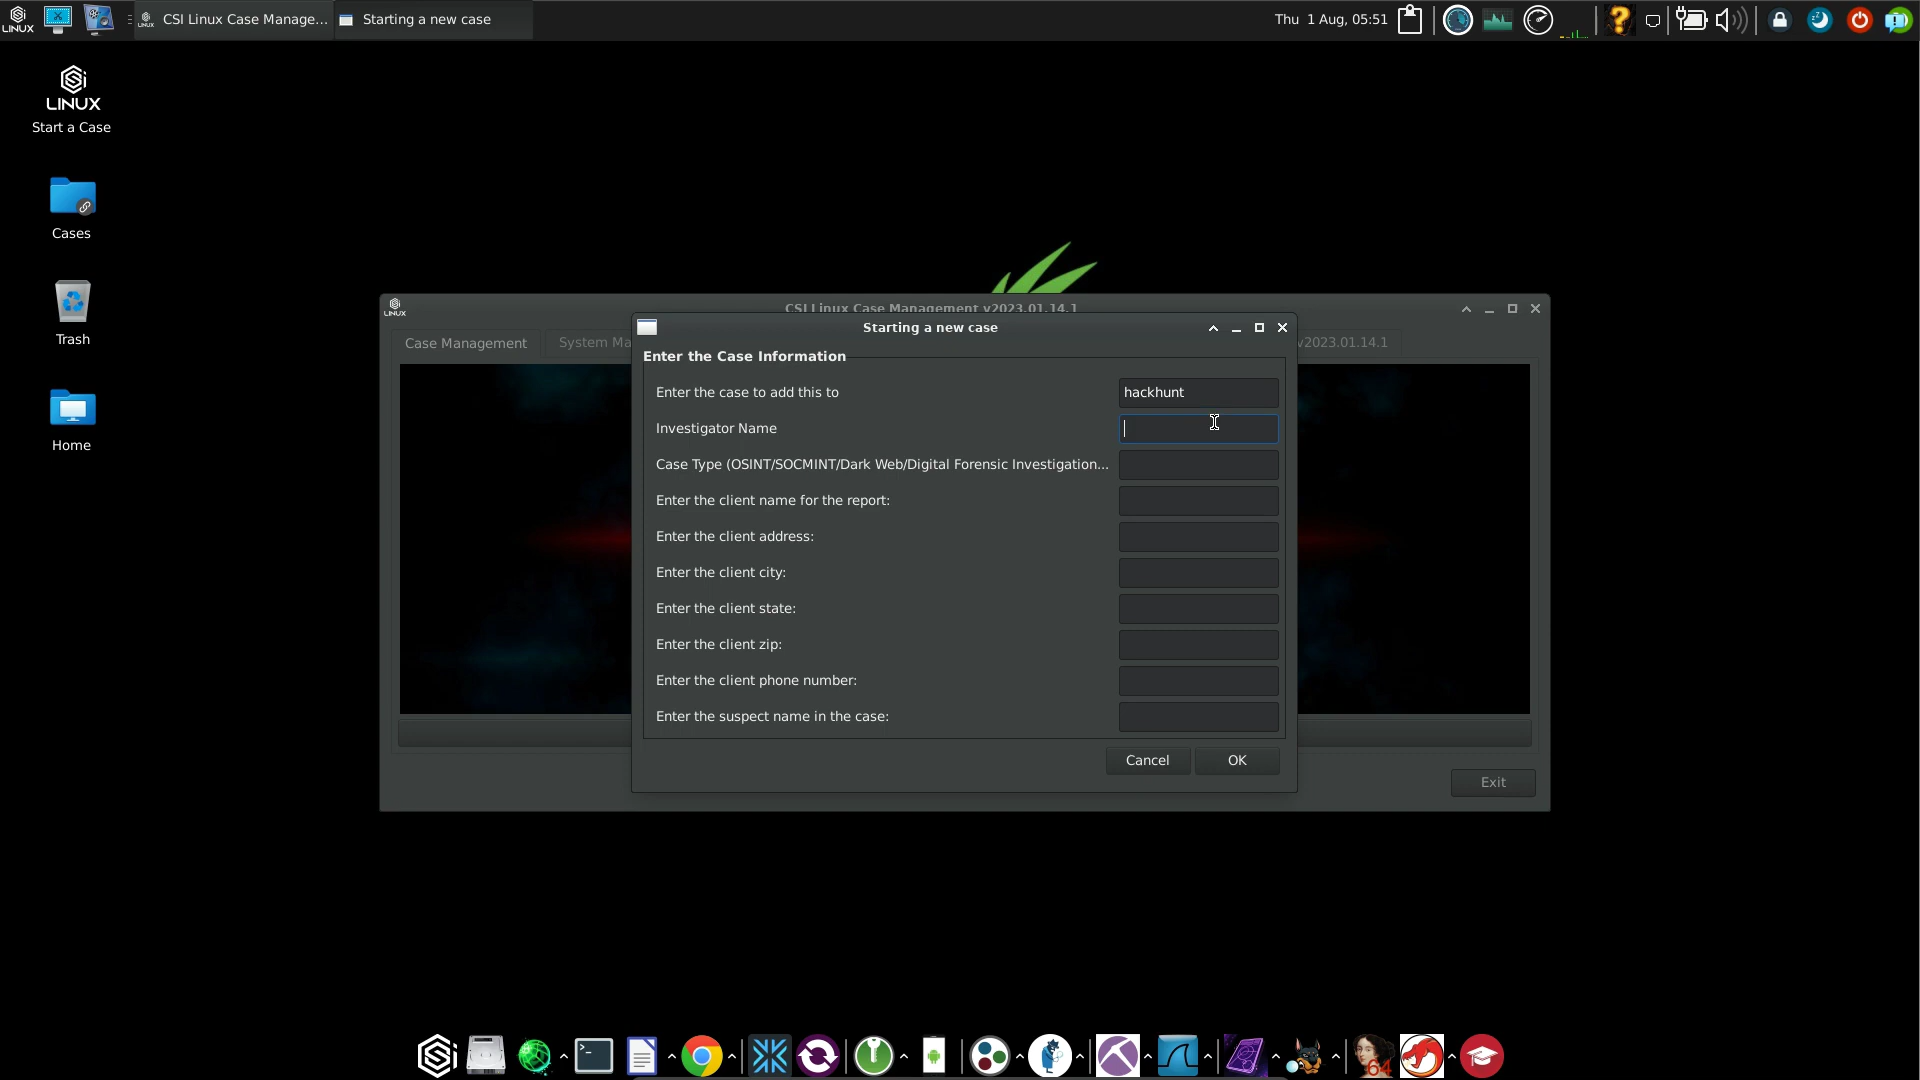 LINUX
CSI Linux Case Manage...
Starting a new case
Thu 1 Aug, 05:51
LINUX
Start a Case
Cases
Trash
Home
LINUX
CSI Linux Case Management v2023.01.14.1
Case Management
System Ma
v2023.01.14.1
Starting a new case
Enter the Case Information
Enter the case to add this to
hackhunt
Investigator Name
Case Type (OSINT/SOCMINT/Dark Web/Digital Forensic Investigation...
Enter the client name for the report:
Enter the client address:
Enter the client city:
Enter the client state:
Enter the client zip:
Enter the client phone number:
Enter the suspect name in the case:
Cancel
OK
Exit
64